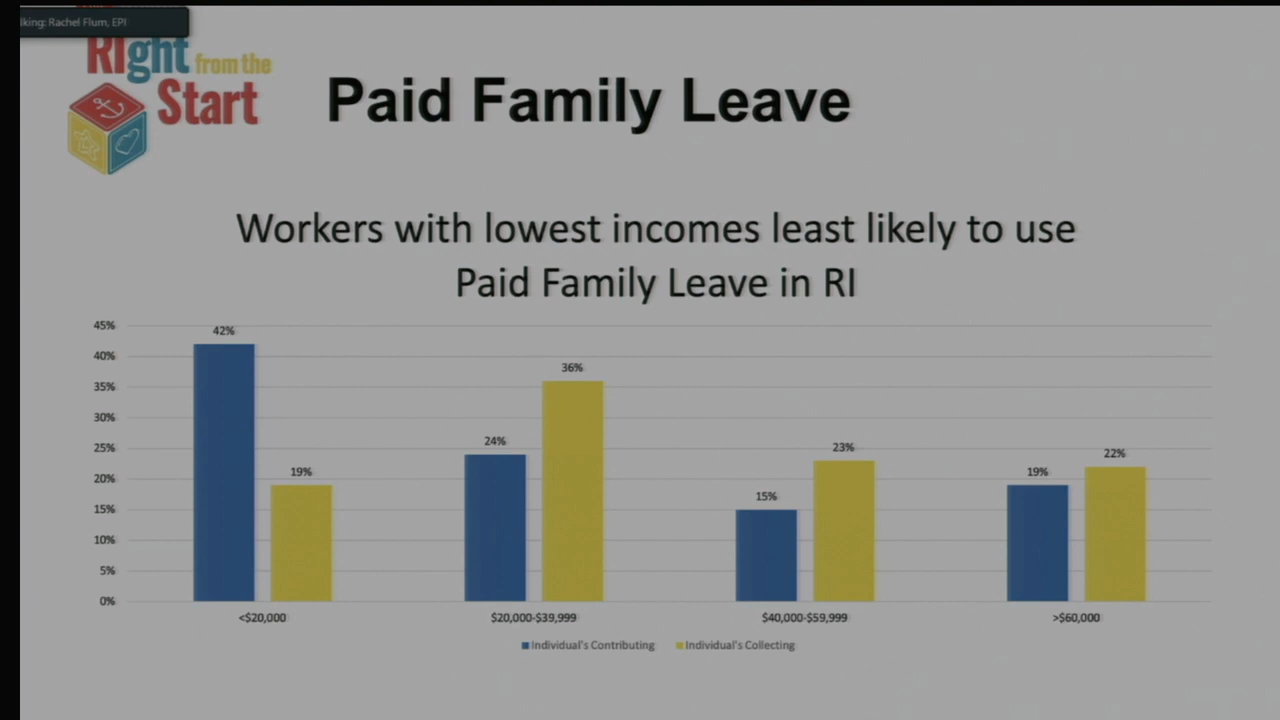 lking: Rachel Flum, EPI
RIght from the
Start
Paid Family Leave
Workers with lowest incomes least likely to use
Paid Family Leave in RI
45%
40%
35%
30%
25%
20%
15%
10%
5%
0%
42%
19%
24%
36%
15%
23%
19%
22%
<$20,000
$20,000-$39,999
$40,000-$59,999
>$60,000
Individual's Contributing
Individual's Collecting